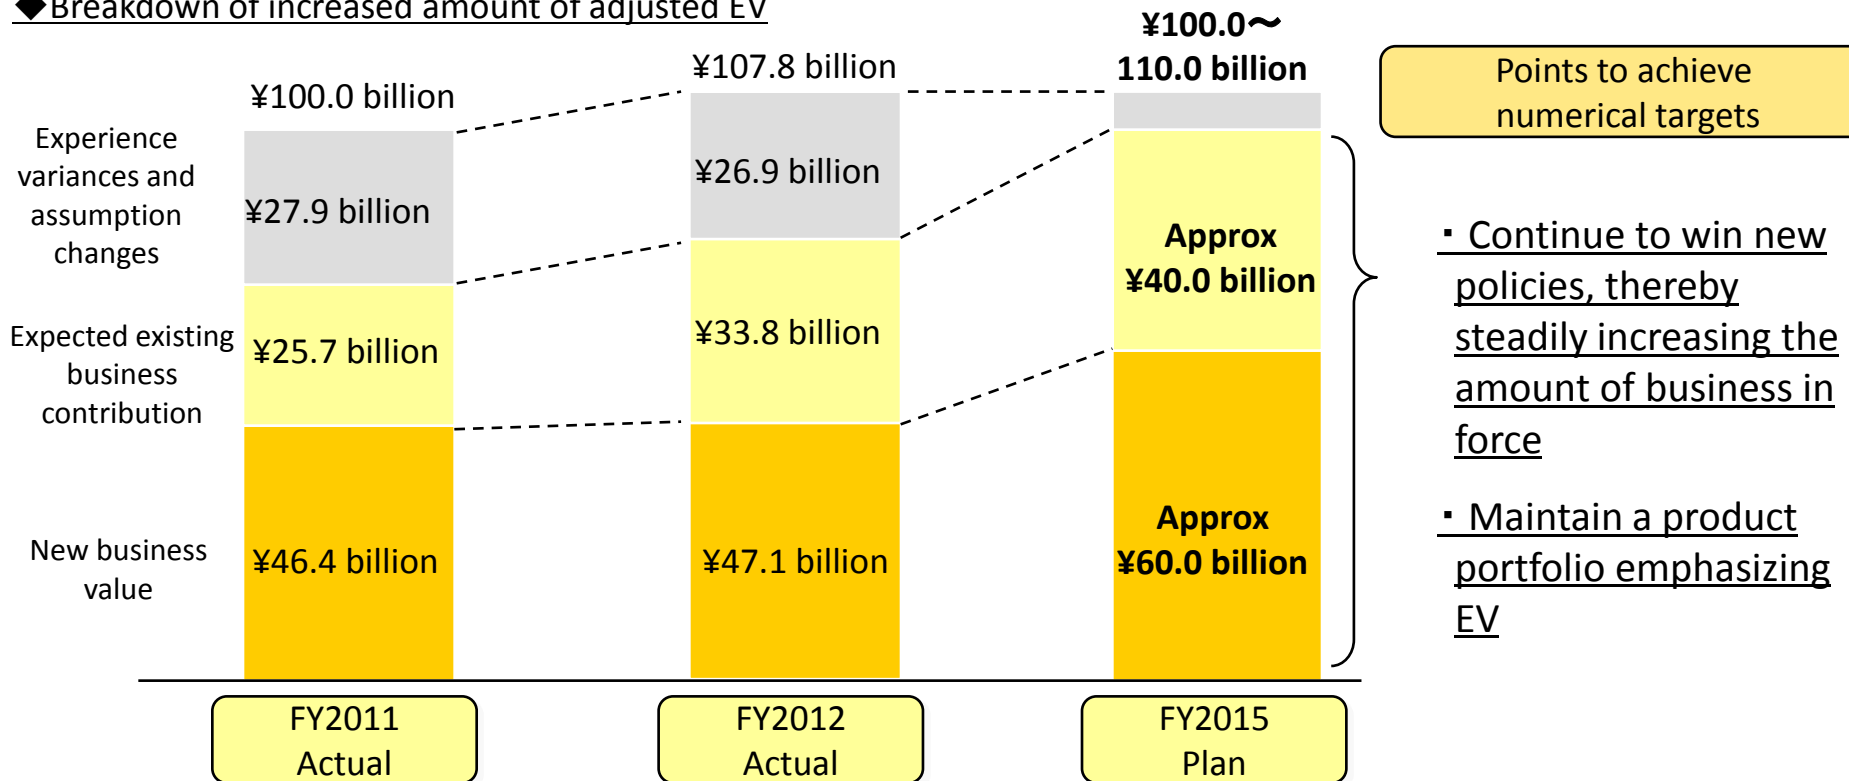 ◆Breakdown of increased amount of adjusted EV
¥100.0 billion
¥107.8 billion
¥100.0～
110.0 billion
Experience
variances and
assumption
changes
¥27.9 billion
¥26.9 billion
Expected existing
business
contribution
¥25.7 billion
¥33.8 billion
Approx
¥40.0 billion
New business
value
¥46.4 billion
¥47.1 billion
Approx
¥60.0 billion
FY2011
Actual
FY2012
Actual
FY2015
Plan
Points to achieve
numerical targets
・Continue to win new
policies, thereby
steadily increasing the
amount of business in
force
・Maintain a product
portfolio emphasizing
EV